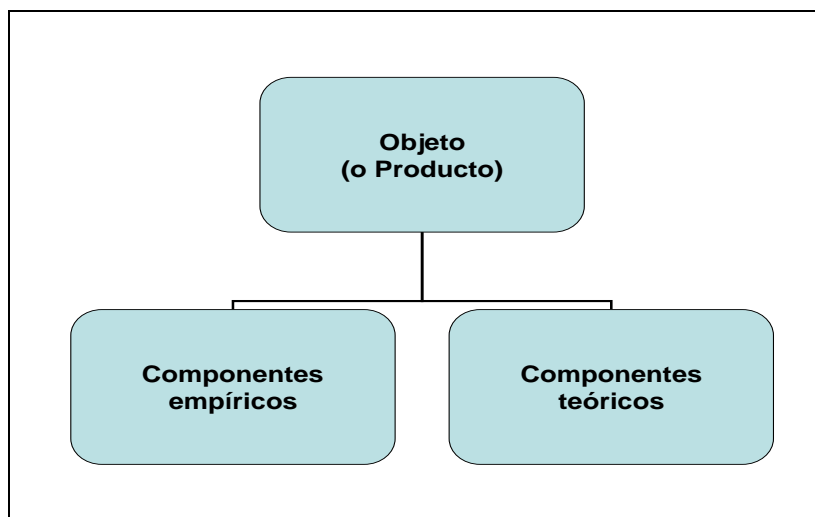 Objeto
(o Producto)
Componentes
empíricos
Componentes
teóricos